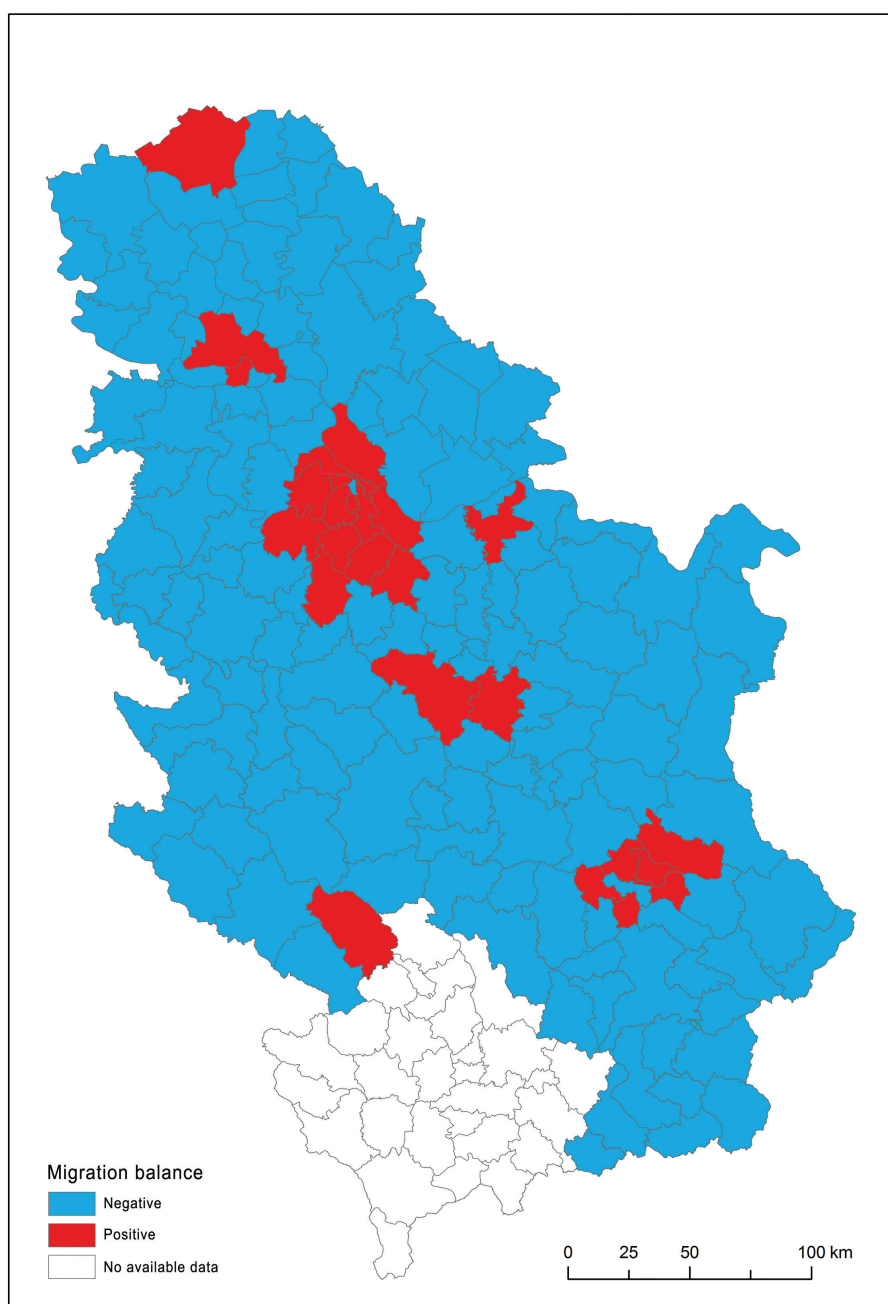 Migration balance
Negative
Positive
No available data
0 25 50 100 km